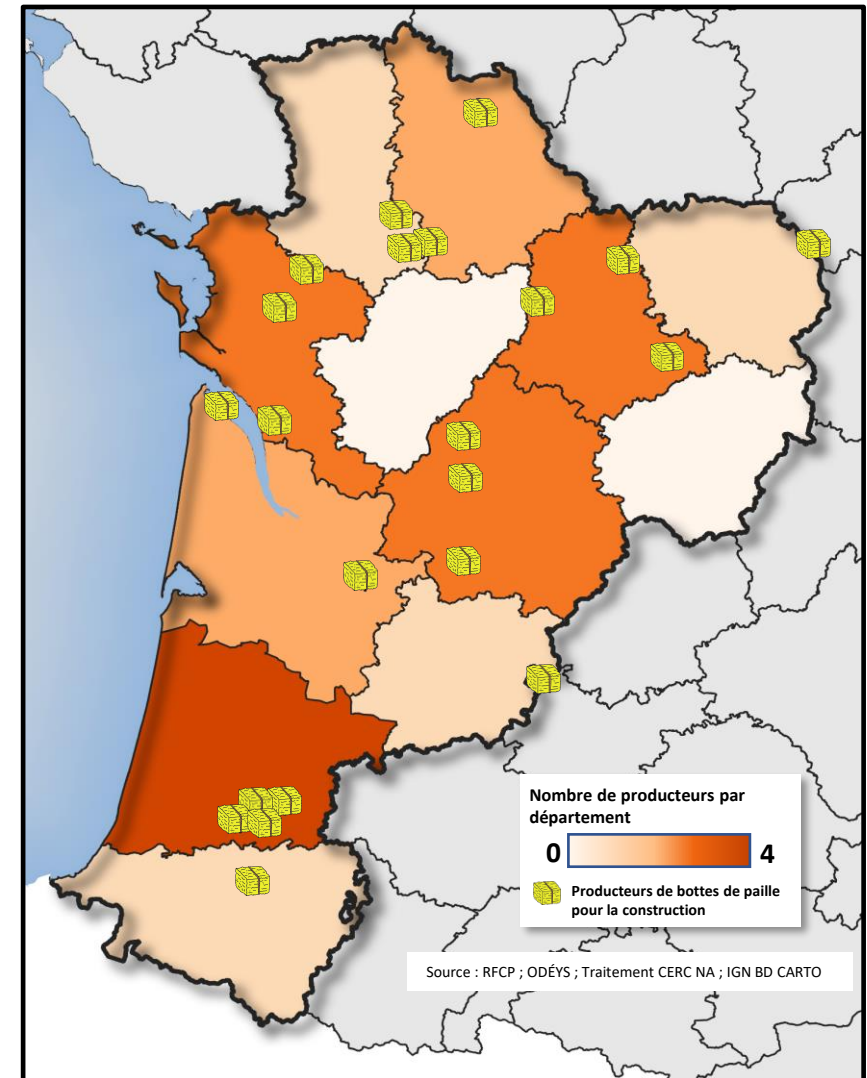 Nombre de producteurs par
département
0 4
Producteurs de bottes de paille
pour la construction
Source : RFCP ; ODÉYS ; Traitement CERC NA ; IGN BD CARTO